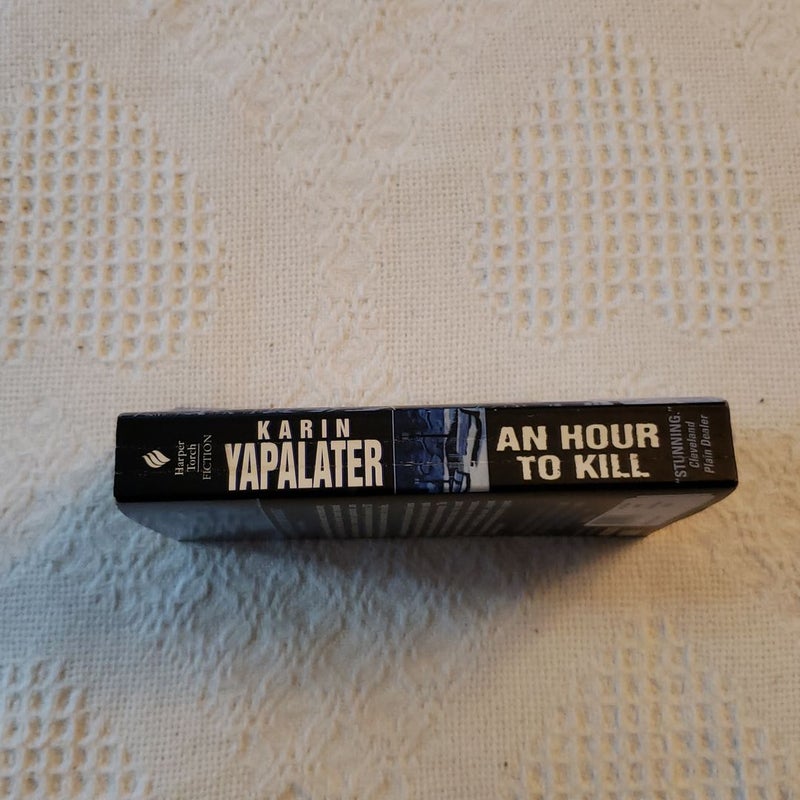 Harper
Torch
FICTION
KARIN
YAPALATER
AN HOUR
TO KILL
"STUNNING."
Cleveland
Plain Dealer